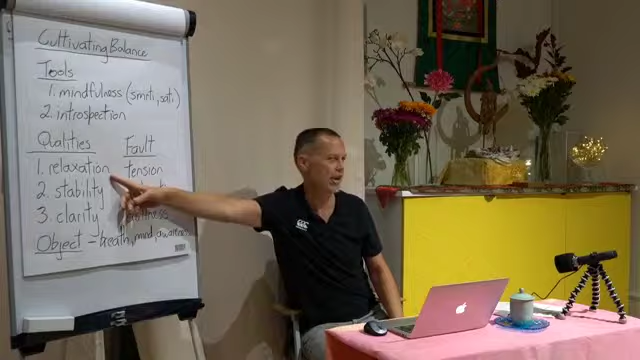 Cultivating Balance
Tools
1. mindfulness (smrti, sati)
2. introspection
Qualities Fault
1. relaxation tension
2. stability
3. clarity
Object - breath, mind,